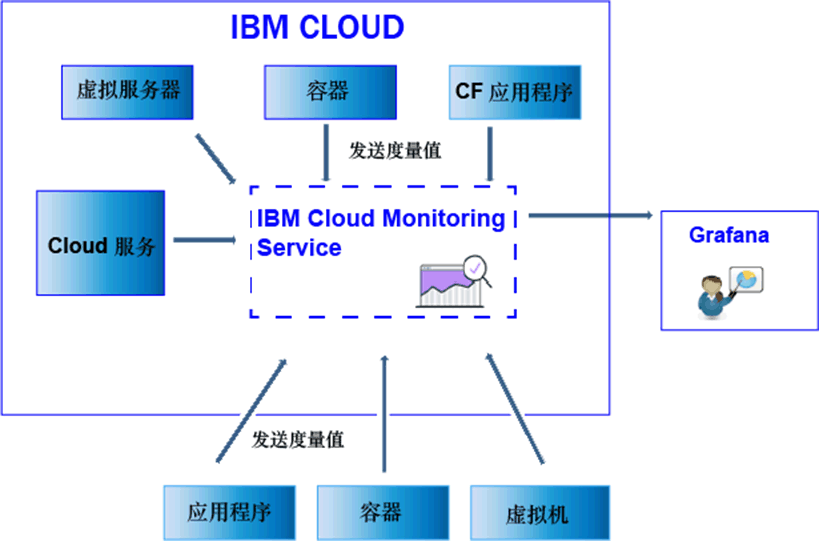 IBM CLOUD
虚拟服务器
容器
CF 应用程序
发送度量值
Cloud 服务
IBM Cloud Monitoring
Service
Grafana
发送度量值
应用程序
容器
虚拟机